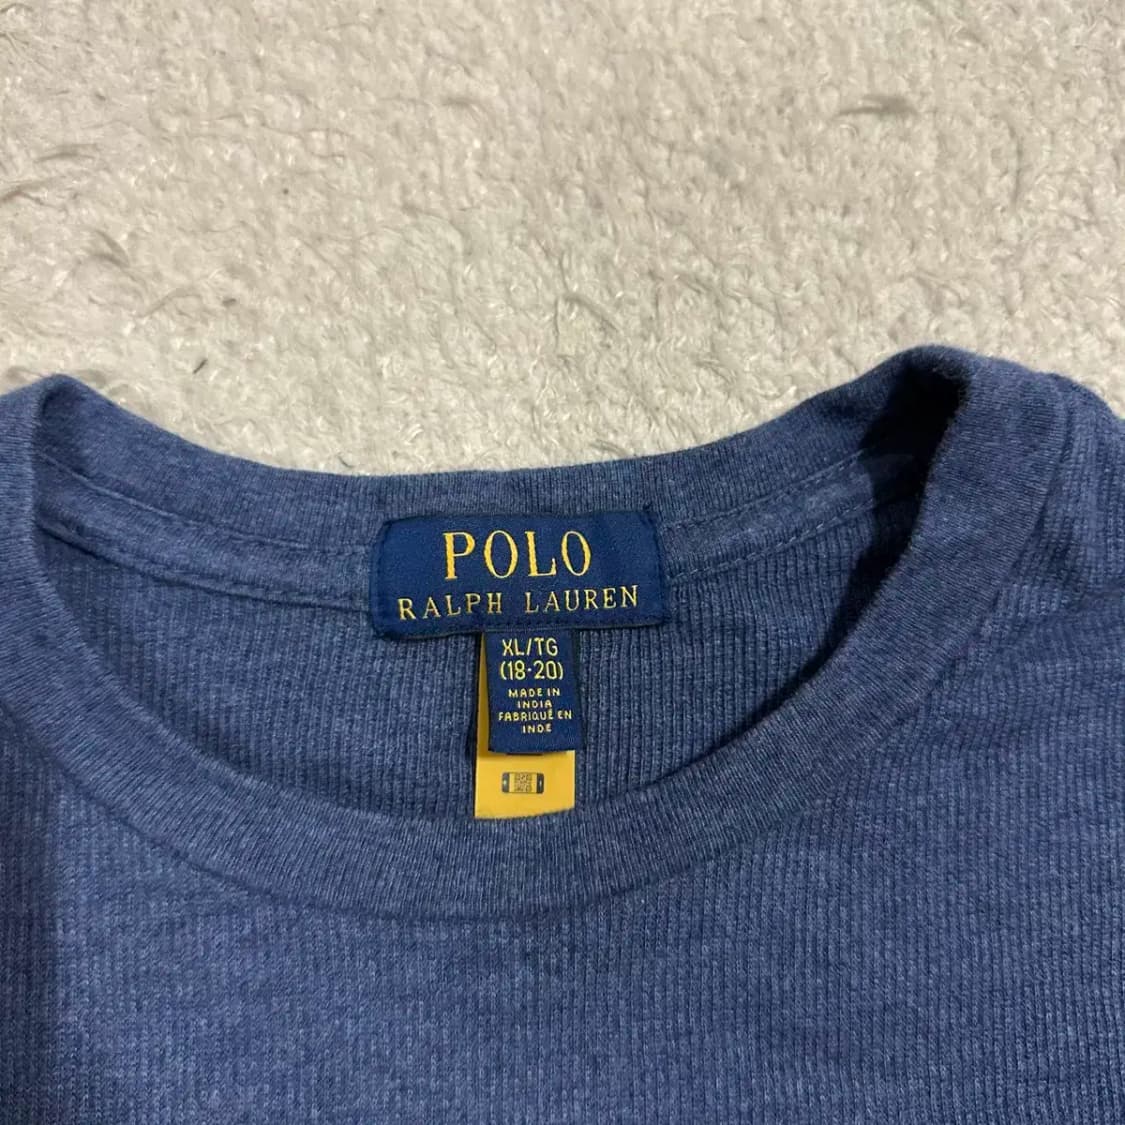 POLO
RALPH LAUREN
XL/TG
(18-20)
MADE IN
INDIA
FABRIQUÉ EN
INDE